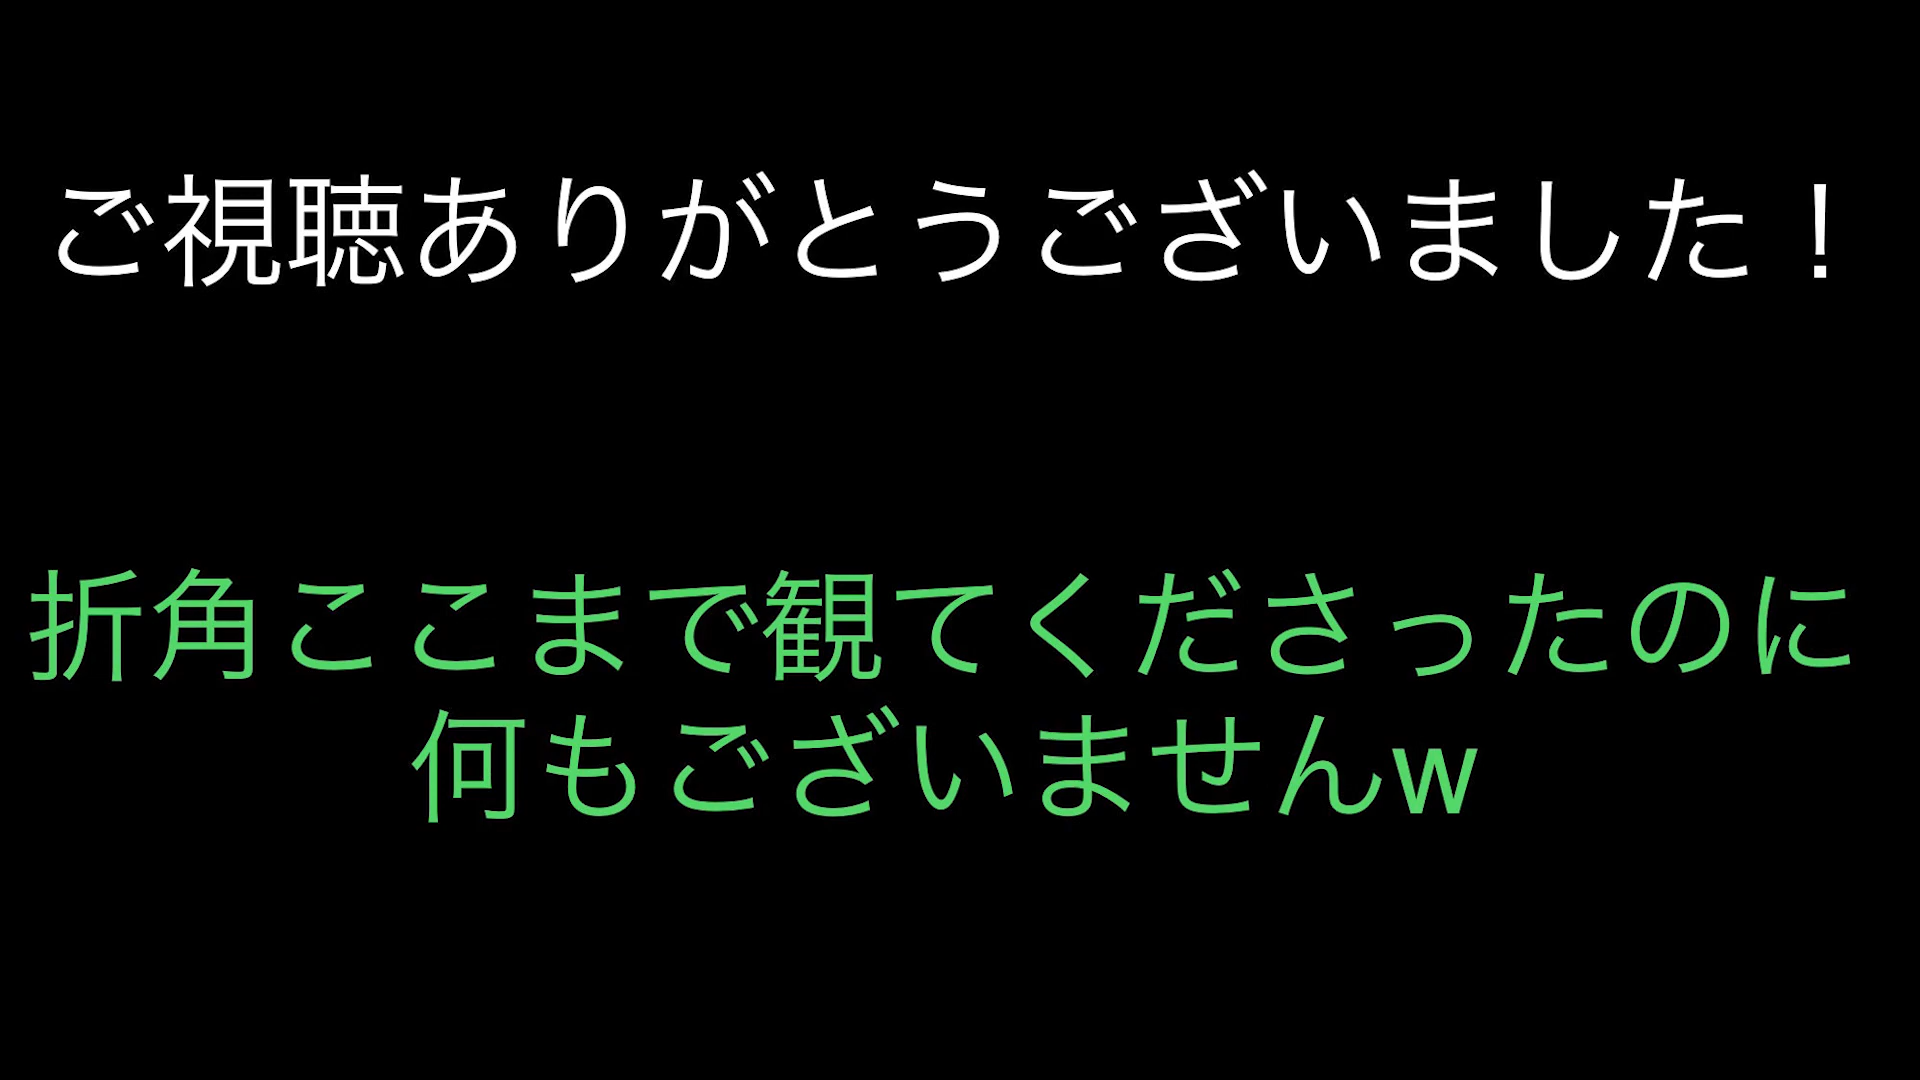 ご視聴ありがとうございました！
折角ここまで観てくださったのに
何もございませんw